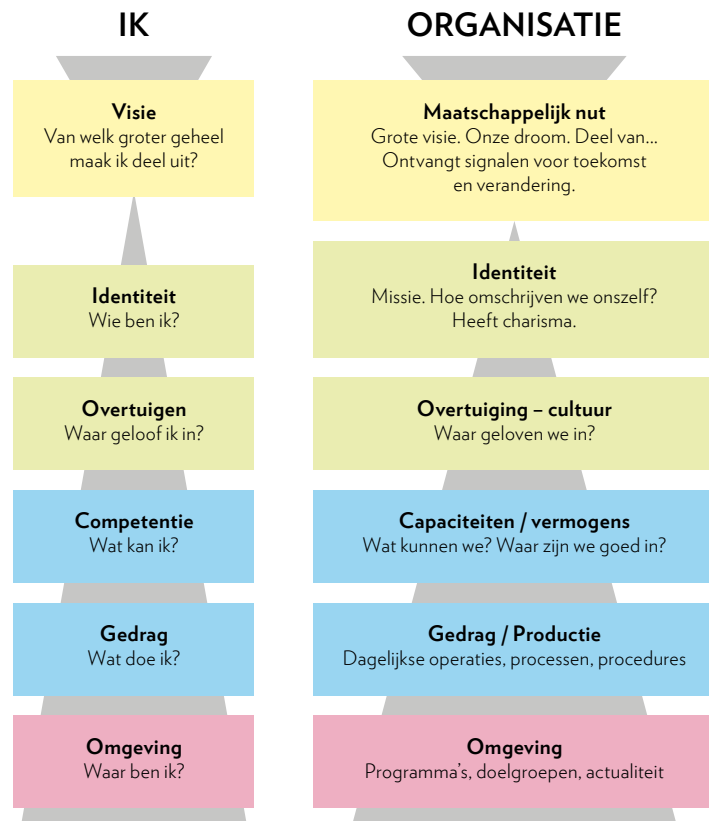 IK
Visie
Van welk groter geheel
maak ik deel uit?
Identiteit
Wie ben ik?
Overtuigen
Waar geloof ik in?
Competentie
Wat kan ik?
Gedrag
Wat doe ik?
Omgeving
Waar ben ik?
ORGANISATIE
Maatschappelijk nut
Grote visie. Onze droom. Deel van...
Ontvangt signalen voor toekomst
en verandering.
Identiteit
Missie. Hoe omschrijven we onszelf?
Heeft charisma.
Overtuiging – cultuur
Waar geloven we in?
Capaciteiten / vermogens
Wat kunnen we? Waar zijn we goed in?
Gedrag / Productie
Dagelijkse operaties, processen, procedures
Omgeving
Programma's, doelgroepen, actualiteit